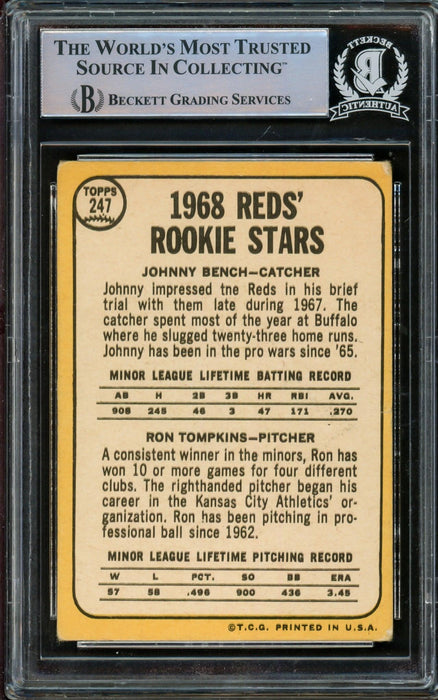 THE WORLD'S MOST TRUSTED
SOURCE IN COLLECTING™
B BECKETT GRADING SERVICES
BECKETT
B
AUTHENTIC
TOPPS
247
1968 REDS'
ROOKIE STARS
JOHNNY BENCH—CATCHER
Johnny impressed tne Reds in his brief
trial with them late during 1967. The
catcher spent most of the year at Buffalo
where he slugged twenty-three home runs.
Johnny has been in the pro wars since '65.
MINOR LEAGUE LIFETIME BATTING RECORD
AB H 2B 3B HR RBI AVG.
908 245 46 3 47 171 .270
RON TOMPKINS—PITCHER
A consistent winner in the minors, Ron has
won 10 or more games for four different
clubs. The righthanded pitcher began his
career in the Kansas City Athletics' or-
ganization. Ron has been pitching in pro-
fessional ball since 1962.
MINOR LEAGUE LIFETIME PITCHING RECORD
W L PCT. SO BB ERA
57 58 .496 900 436 3.45
©T.C.G. PRINTED IN U.S.A.